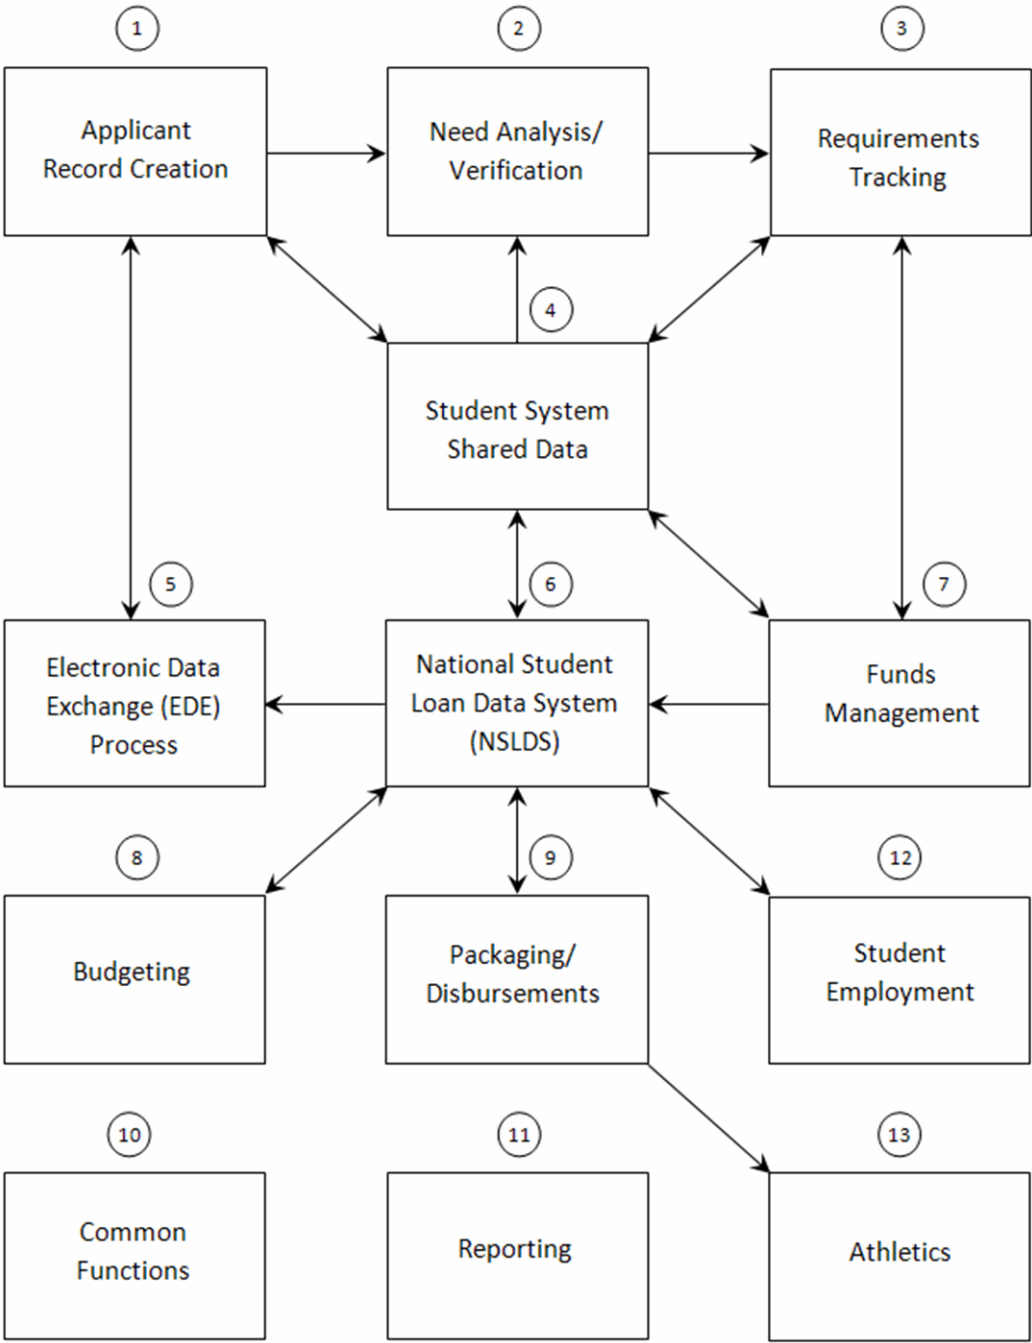 1
2
3
Applicant
Record Creation
Need Analysis/
Verification
Requirements
Tracking
4
Student System
Shared Data
5
6
7
Electronic Data
Exchange (EDE)
Process
National Student
Loan Data System
(NSLDS)
Funds
Management
8
9
12
Budgeting
Packaging/
Disbursements
Student
Employment
10
11
13
Common
Functions
Reporting
Athletics